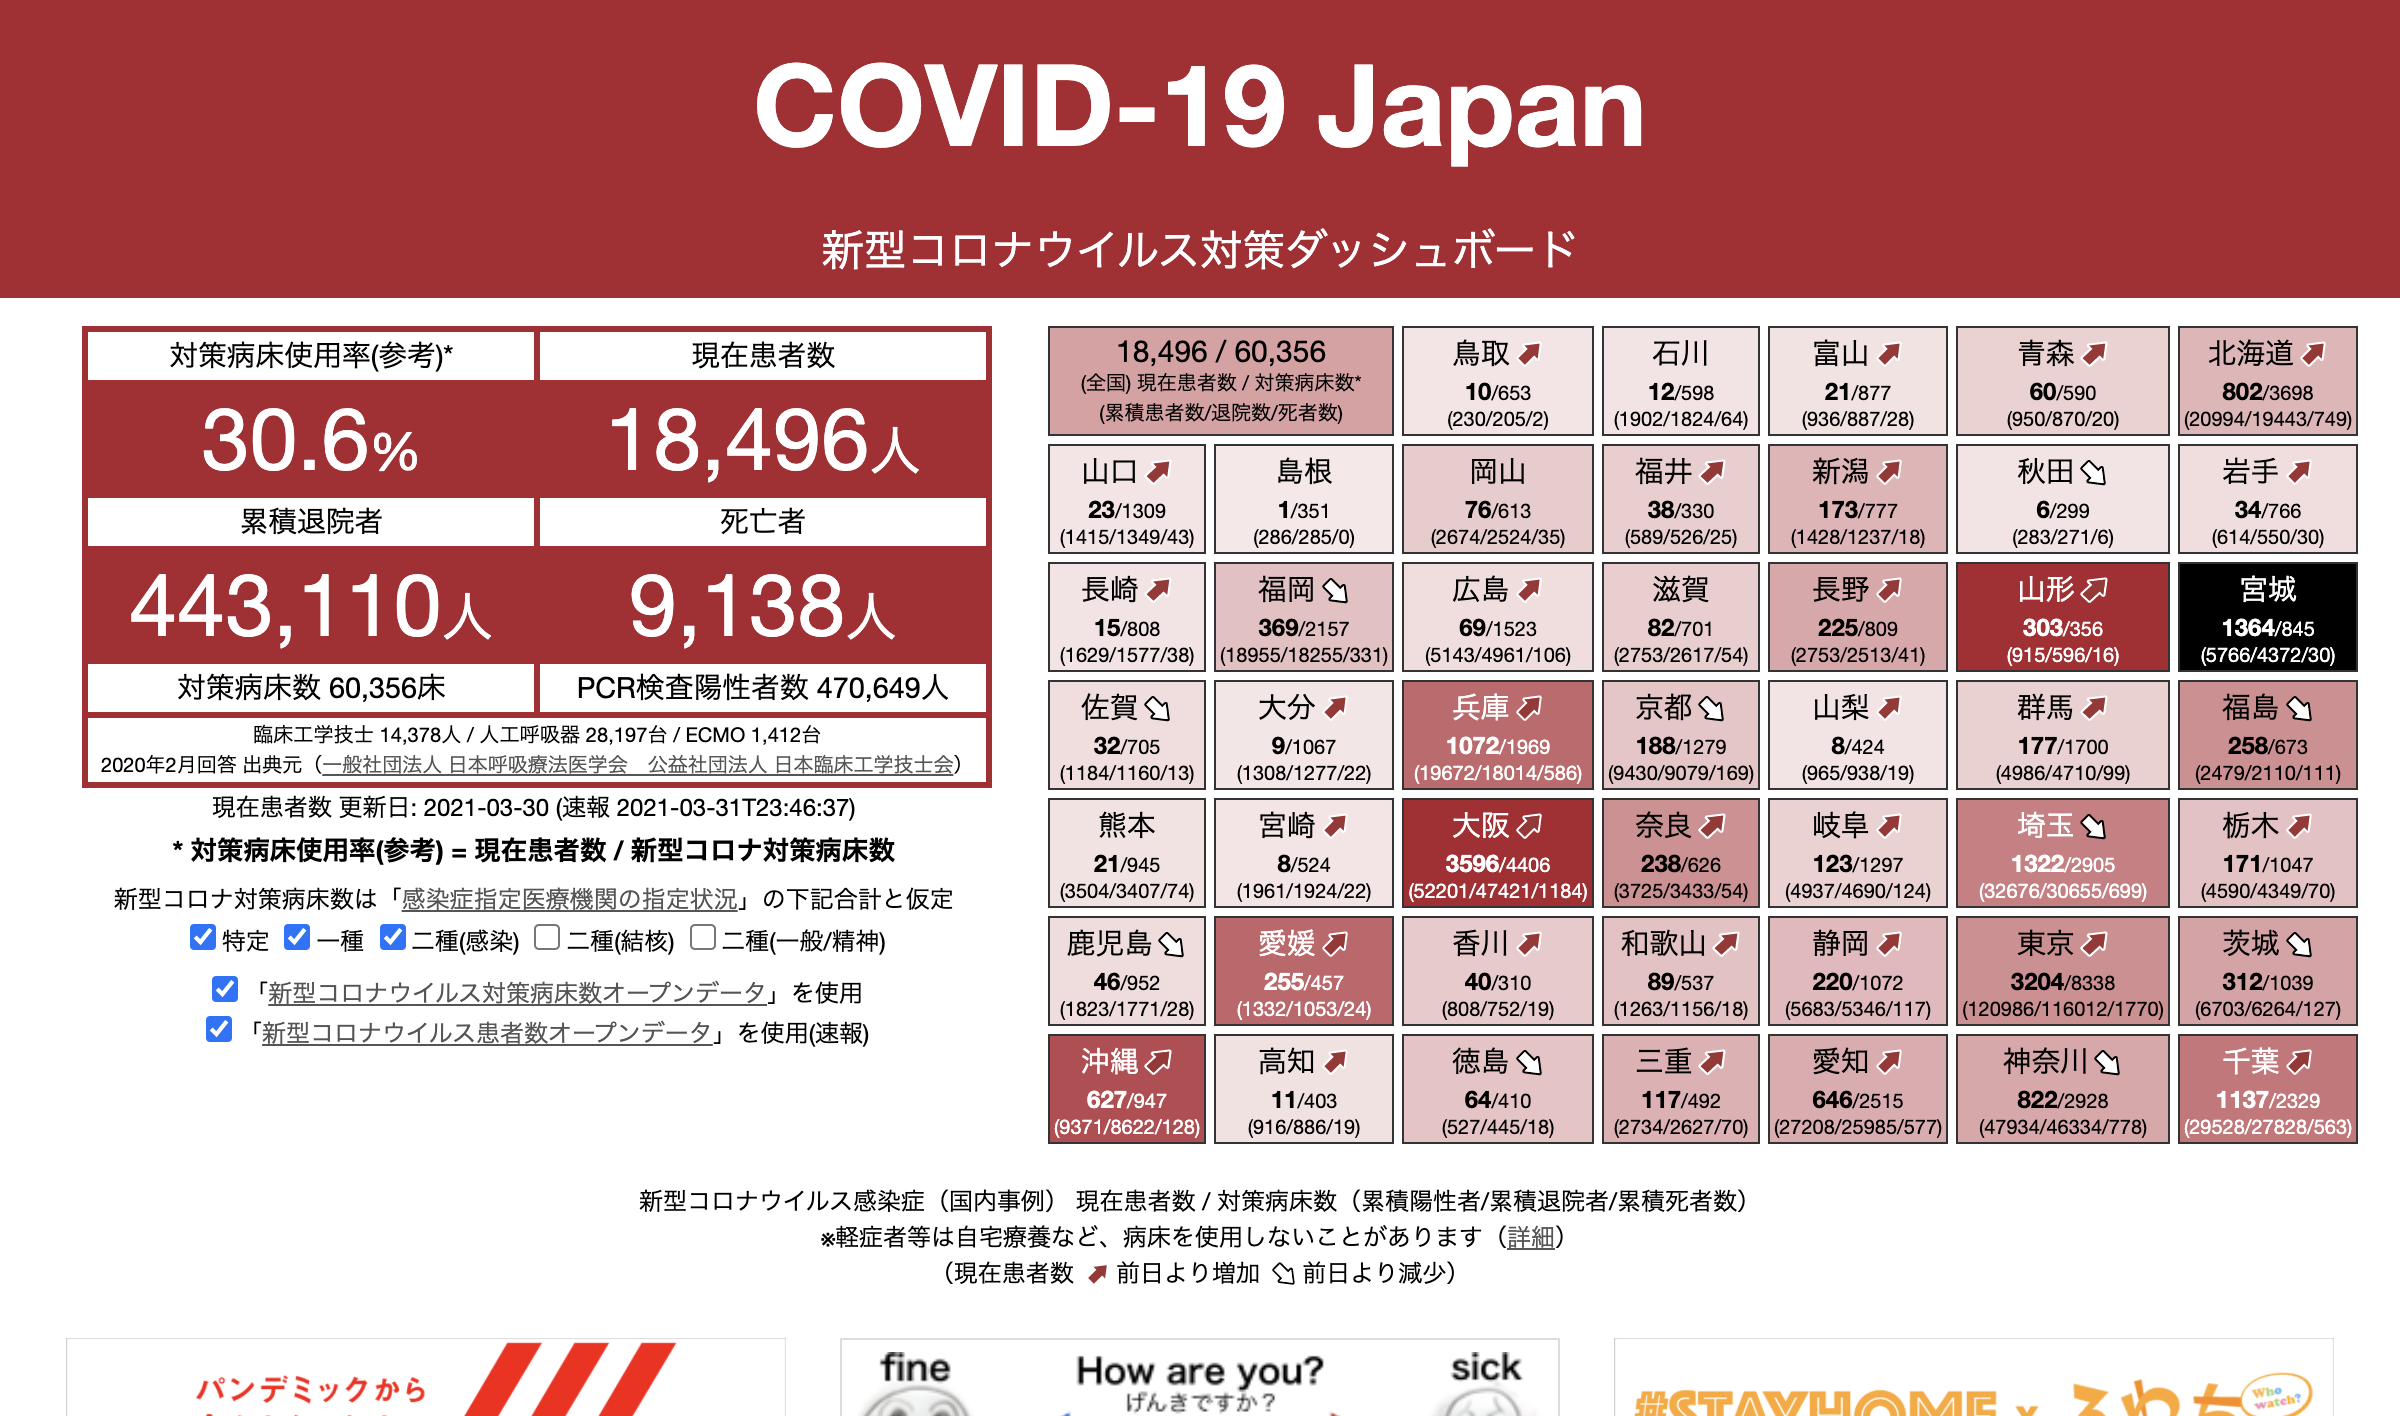 COVID-19 Japan
新型コロナウイルス対策ダッシュボード
対策病床使用率(参考)*
現在患者数
30.6%
18,496人
累積退院者
死亡者
443,110人
9,138人
対策病床数 60,356床
PCR検査陽性者数 470,649人
臨床工学技士 14,378人 / 人工呼吸器 28,197台 / ECMO 1,412台
2020年2月回答 出典元（一般社団法人 日本呼吸療法医学会　公益社団法人 日本臨床工学技士会）
現在患者数 更新日: 2021-03-30 (速報 2021-03-31T23:46:37)
* 対策病床使用率(参考) = 現在患者数 / 新型コロナ対策病床数
新型コロナ対策病床数は「感染症指定医療機関の指定状況」の下記合計と仮定
特定 一種 二種(感染) 二種(結核) 二種(一般/精神)
「新型コロナウイルス対策病床数オープンデータ」を使用
「新型コロナウイルス患者数オープンデータ」を使用(速報)
18,496 / 60,356
(全国) 現在患者数 / 対策病床数*
(累積患者数/退院数/死者数)
鳥取
10/653
(230/205/2)
石川
12/598
(1902/1824/64)
富山
21/877
(936/887/28)
青森
60/590
(950/870/20)
北海道
802/3698
(20994/19443/749)
山口
23/1309
(1415/1349/43)
島根
1/351
(286/285/0)
岡山
76/613
(2674/2524/35)
福井
38/330
(589/526/25)
新潟
173/777
(1428/1237/18)
秋田
6/299
(283/271/6)
岩手
34/766
(614/550/30)
長崎
15/808
(1629/1577/38)
福岡
369/2157
(18955/18255/331)
広島
69/1523
(5143/4961/106)
滋賀
82/701
(2753/2617/54)
長野
225/809
(2753/2513/41)
山形
303/356
(915/596/16)
宮城
1364/845
(5766/4372/30)
佐賀
32/705
(1184/1160/13)
大分
9/1067
(1308/1277/22)
兵庫
1072/1969
(19672/18014/586)
京都
188/1279
(9430/9079/169)
山梨
8/424
(965/938/19)
群馬
177/1700
(4986/4710/99)
福島
258/673
(2479/2110/111)
熊本
21/945
(3504/3407/74)
宮崎
8/524
(1961/1924/22)
大阪
3596/4406
(52201/47421/1184)
奈良
238/626
(3725/3433/54)
岐阜
123/1297
(4937/4690/124)
埼玉
1322/2905
(32676/30655/699)
栃木
171/1047
(4590/4349/70)
鹿児島
46/952
(1823/1771/28)
愛媛
255/457
(1332/1053/24)
香川
40/310
(808/752/19)
和歌山
89/537
(1263/1156/18)
静岡
220/1072
(5683/5346/117)
東京
3204/8338
(120986/116012/1770)
茨城
312/1039
(6703/6264/127)
沖縄
627/947
(9371/8622/128)
高知
11/403
(916/886/19)
徳島
64/410
(527/445/18)
三重
117/492
(2734/2627/70)
愛知
646/2515
(27208/25985/577)
神奈川
822/2928
(47934/46334/778)
千葉
1137/2329
(29528/27828/563)
新型コロナウイルス感染症（国内事例） 現在患者数 / 対策病床数（累積陽性者/累積退院者/累積死者数）
※軽症者等は自宅療養など、病床を使用しないことがあります（詳細）
（現在患者数 前日より増加 前日より減少）
パンデミックから
fine
How are you?
げんきですか？
sick
#STAYHOME x ふわっち
Who watch?